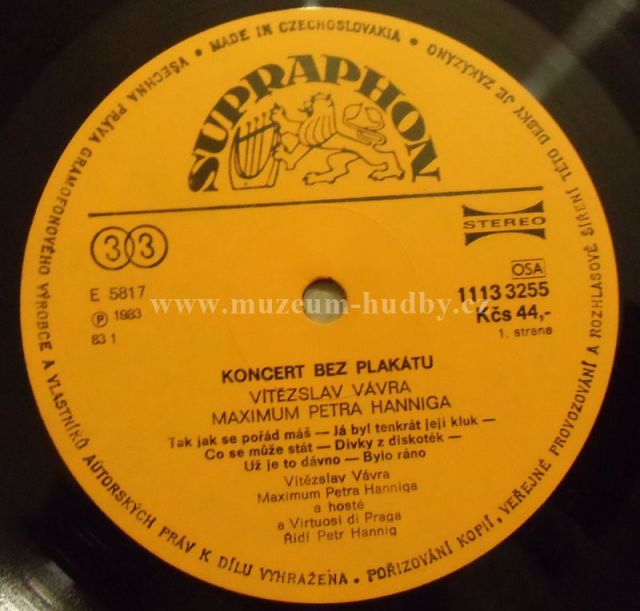 VŠECHNA PRÁVA GRAMOFONOVÉHO VÝROBCE A VLASTNÍKŮ AUTORSKÝCH PRÁV K DÍLU VYHRAŽENA • POŘIZOVÁNÍ KOPIÍ, VEŘEJNÉ PROVOZOVÁNÍ A ROZHLASOVÉ ŠÍŘENÍ TÉTO DESKY JE ZAKÁZÁNO • MADE IN CZECHOSLOVAKIA •
SUPRAPHON
33
STEREO
E 5817
℗ 1983
83 1
OSA
1113 3255
Kčs 44,-
1. strana
www.muzeum-hudby.cz
KONCERT BEZ PLAKÁTU
VÍTĚZSLAV VÁVRA
MAXIMUM PETRA HANNIGA
Tak jak se pořád máš — Já byl tenkrát její kluk —
Co se může stát — Dívky z diskoték —
Už je to dávno — Bylo ráno
Vítězslav Vávra
Maximum Petra Hanniga
a hosté
a Virtuosi di Praga
Řídí Petr Hannig